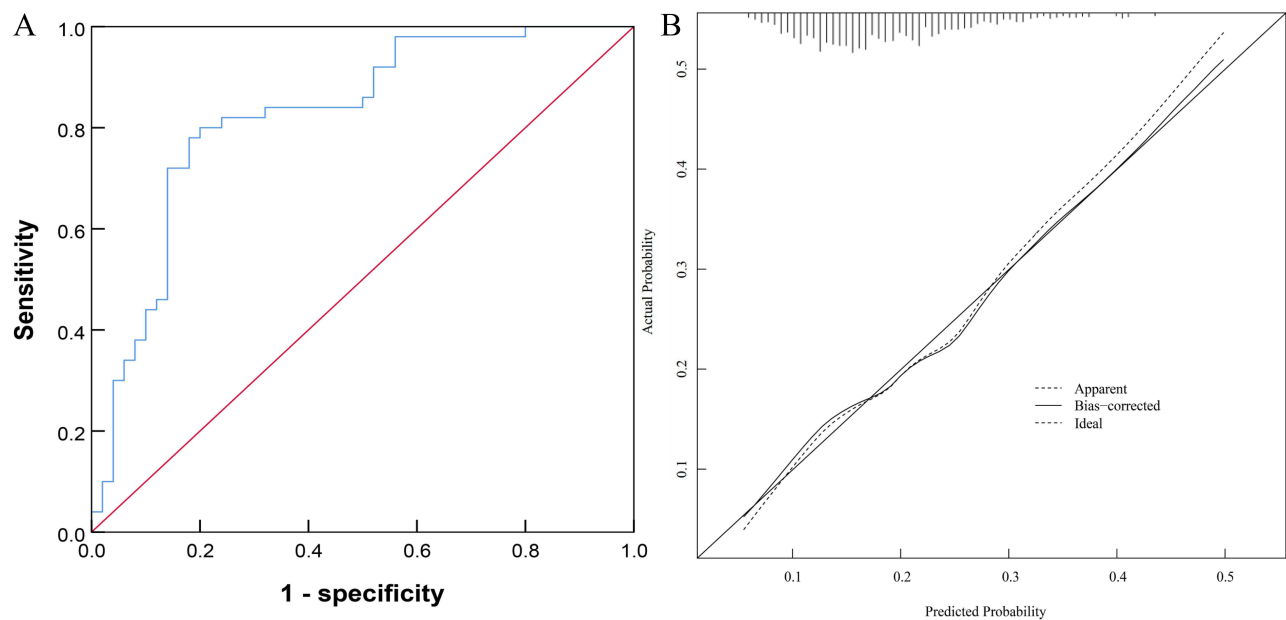 A
1.0
0.8
0.6
0.4
0.2
0.0
Sensitivity
0.0 0.2 0.4 0.6 0.8 1.0
1 - specificity
B
0.5
0.4
0.3
0.2
0.1
Actual Probability
Apparent
Bias-corrected
Ideal
0.1 0.2 0.3 0.4 0.5
Predicted Probability